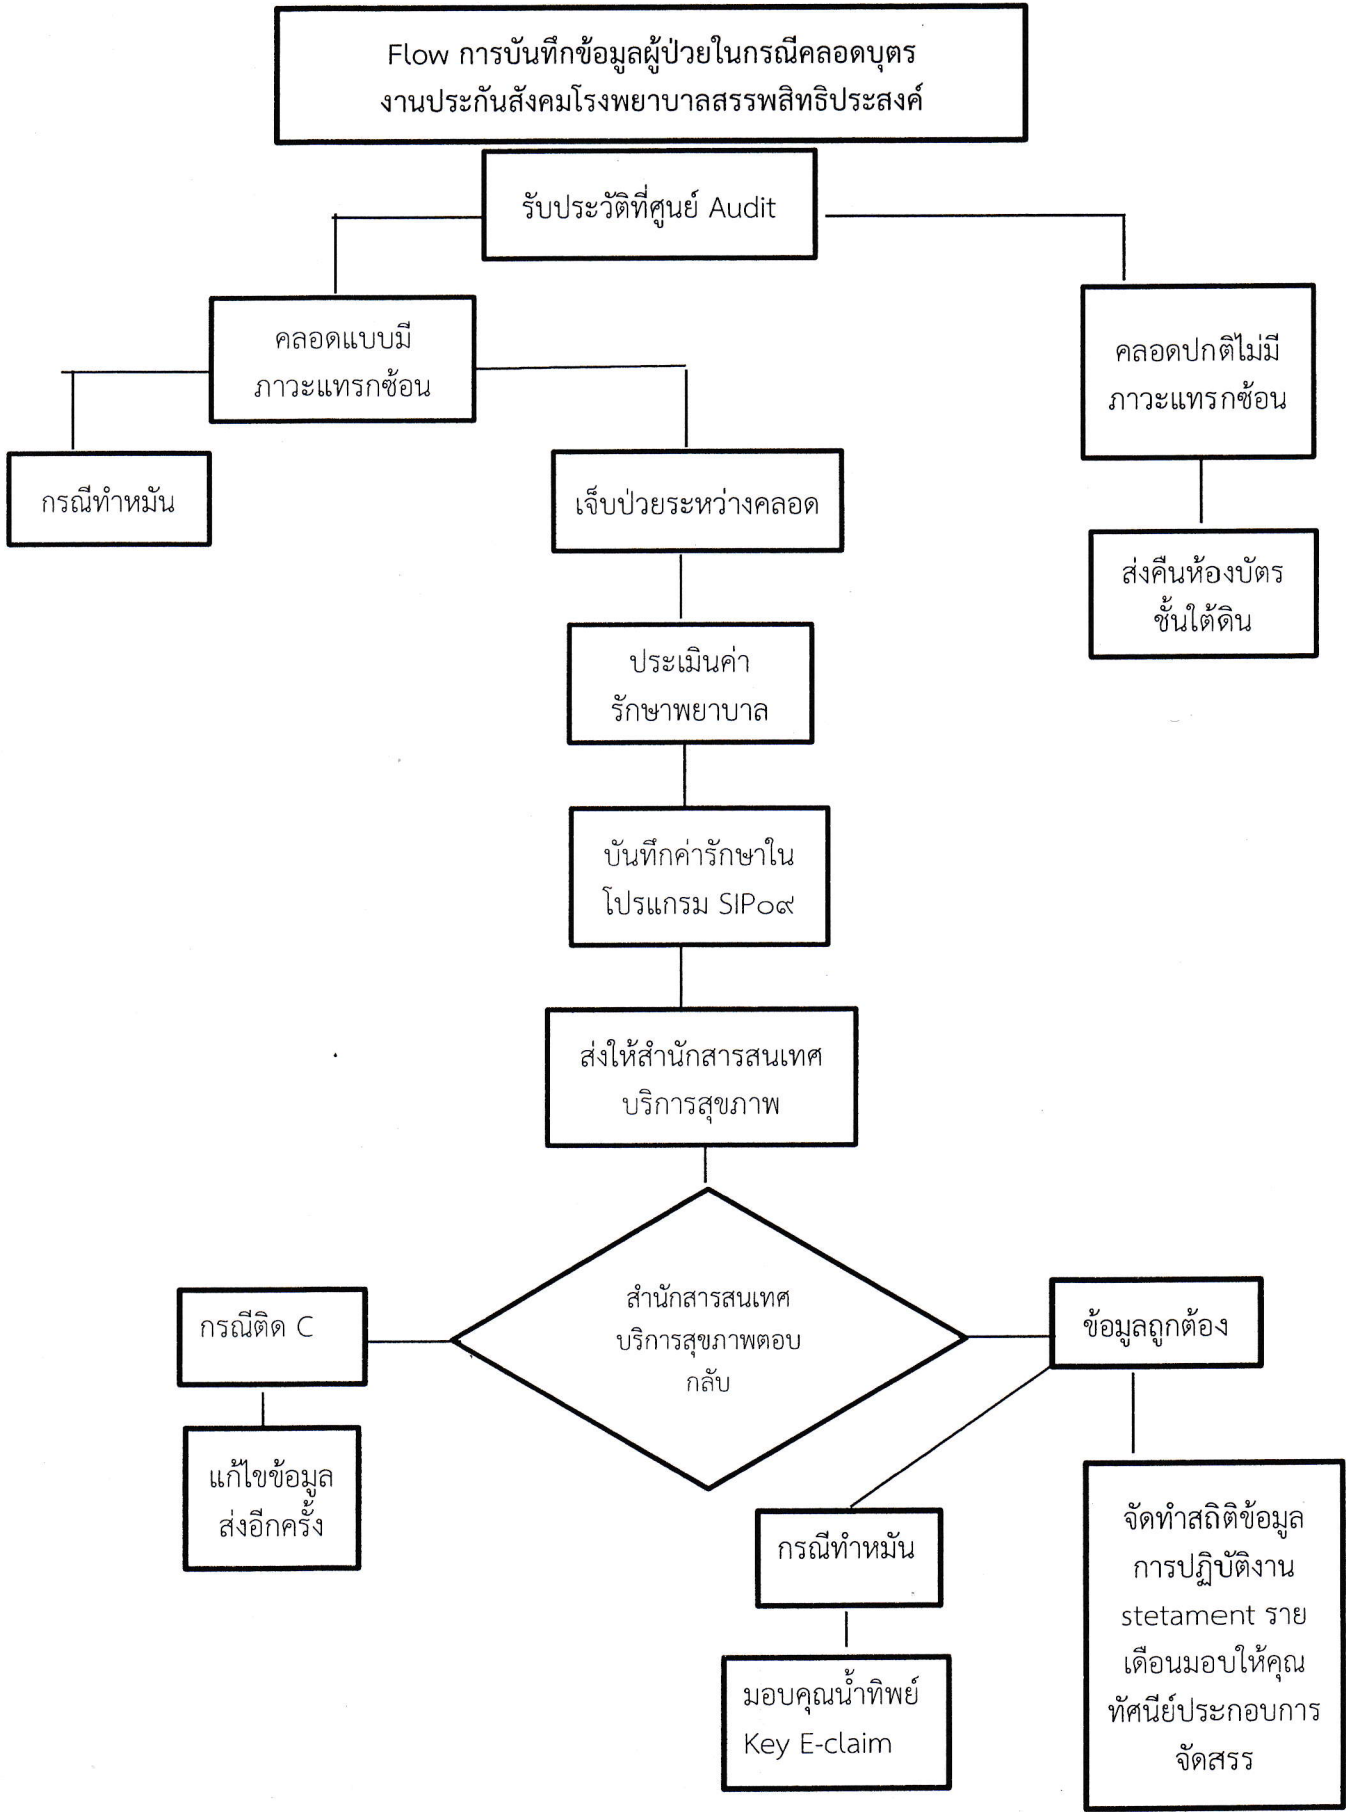 Flow การบันทึกข้อมูลผู้ป่วยในกรณีคลอดบุตร
งานประกันสังคมโรงพยาบาลสรรพสิทธิประสงค์
รับประวัติที่ศูนย์ Audit
คลอดแบบมี
ภาวะแทรกซ้อน
คลอดปกติไม่มี
ภาวะแทรกซ้อน
กรณีทำหมัน
เจ็บป่วยระหว่างคลอด
ส่งคืนห้องบัตร
ชั้นใต้ดิน
ประเมินค่า
รักษาพยาบาล
บันทึกค่ารักษาใน
โปรแกรม SIP๐๙
ส่งให้สำนักสารสนเทศ
บริการสุขภาพ
สำนักสารสนเทศ
บริการสุขภาพตอบ
กลับ
กรณีติด C
ข้อมูลถูกต้อง
แก้ไขข้อมูล
ส่งอีกครั้ง
กรณีทำหมัน
มอบคุณน้ำทิพย์
Key E-claim
จัดทำสถิติข้อมูล
การปฏิบัติงาน
stetament ราย
เดือนมอบให้คุณ
ทัศนีย์ประกอบการ
จัดสรร